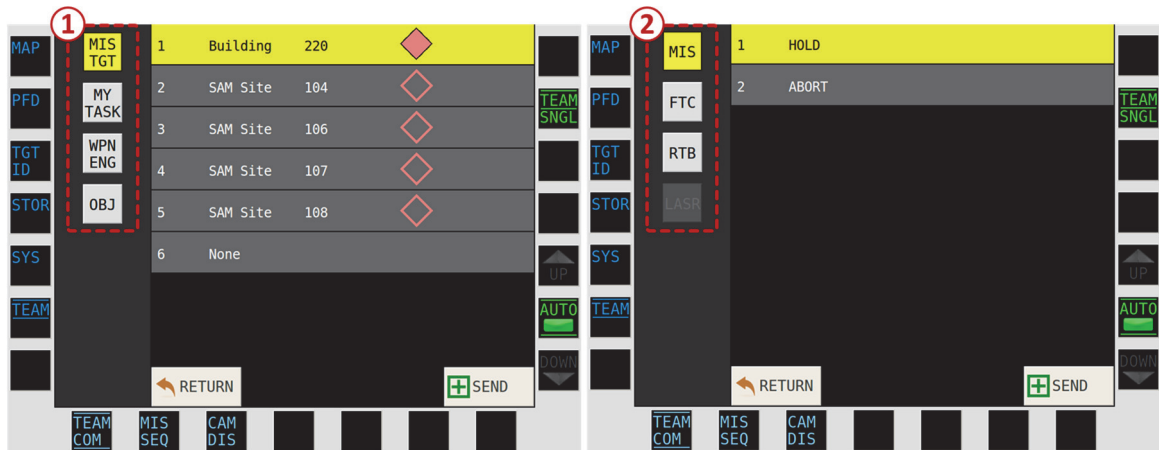 1
MAP
MIS
TGT
1 Building 220
PFD
MY
TASK
2 SAM Site 104
TEAM
SNGL
3 SAM Site 106
TGT
ID
WPN
ENG
4 SAM Site 107
STOR
OBJ
5 SAM Site 108
SYS
6 None
UP
TEAM
AUTO
RETURN
SEND
DOWN
TEAM
COM
MIS
SEQ
CAM
DIS
2
MAP
MIS
1 HOLD
PFD
FTC
2 ABORT
TEAM
SNGL
TGT
ID
RTB
STOR
LASR
SYS
UP
TEAM
AUTO
RETURN
SEND
DOWN
TEAM
COM
MIS
SEQ
CAM
DIS